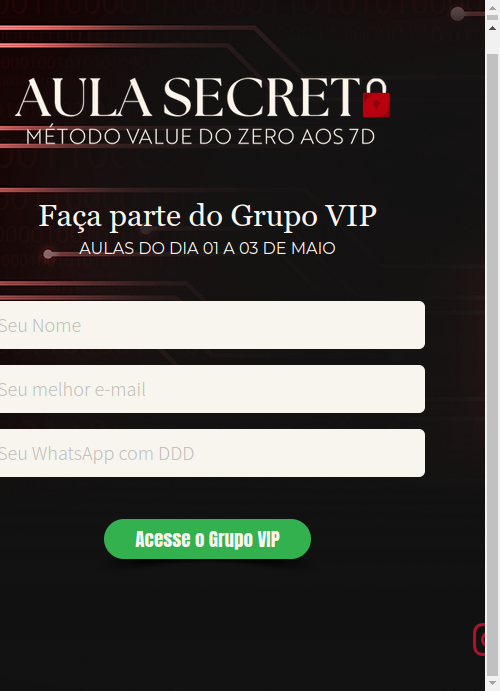 AULA SECRETA
MÉTODO VALUE DO ZERO AOS 7D
Faça parte do Grupo VIP
AULAS DO DIA 01 A 03 DE MAIO
Seu Nome
Seu melhor e-mail
Seu WhatsApp com DDD
Acesse o Grupo VIP